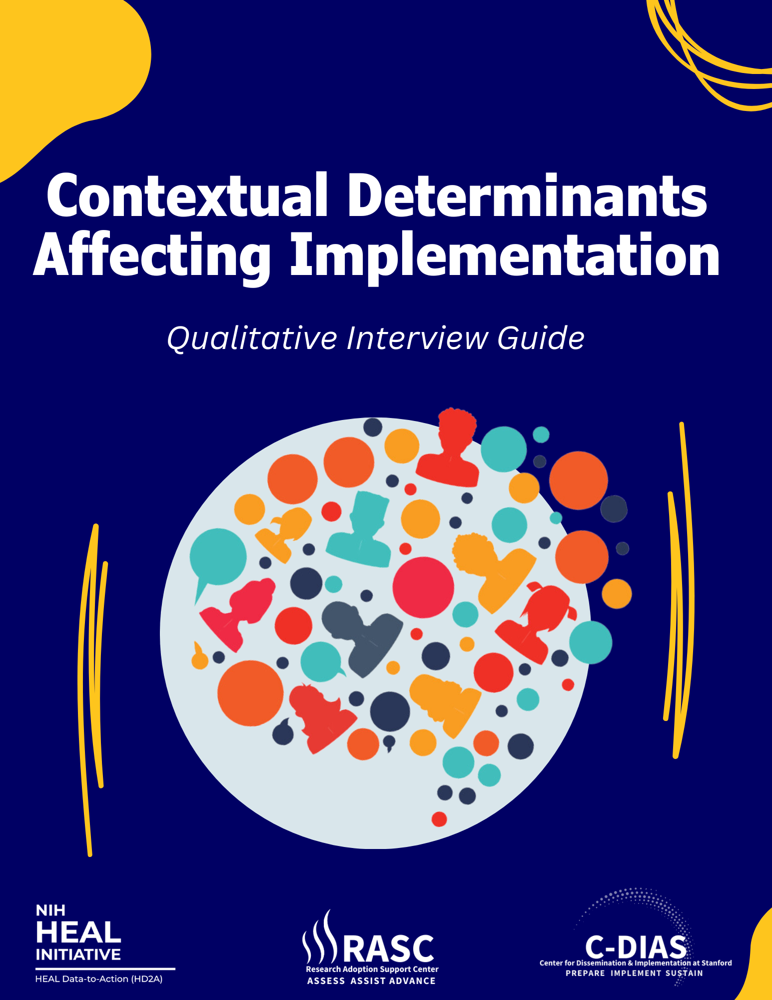 Contextual Determinants
Affecting Implementation
Qualitative Interview Guide
NIH
HEAL
INITIATIVE
HEAL Data-to-Action (HD2A)
RASC
Research Adoption Support Center
ASSESS ASSIST ADVANCE
C-DIAS
Center for Dissemination & Implementation at Stanford
PREPARE IMPLEMENT SUSTAIN